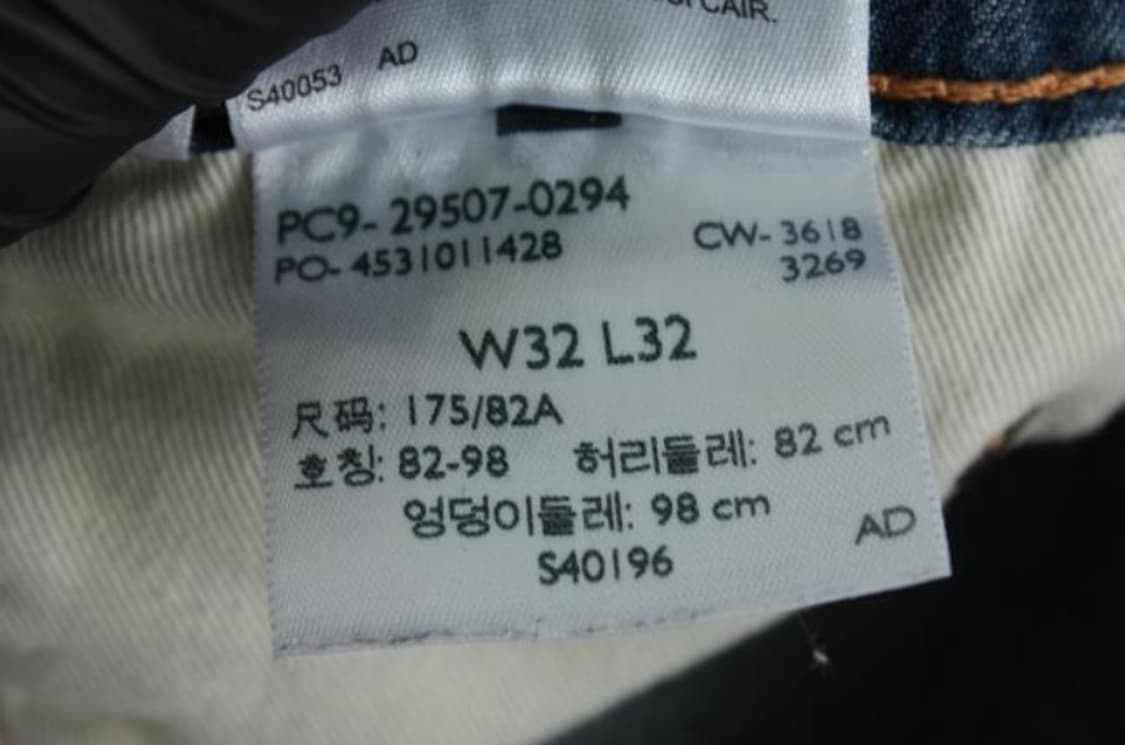 CAIR.
S40053 AD
PC9-29507-0294
PO-4531011428 CW-3618
3269
W32 L32
尺码: 175/82A
호칭: 82-98 허리둘레: 82 cm
엉덩이둘레: 98 cm
AD
S40196